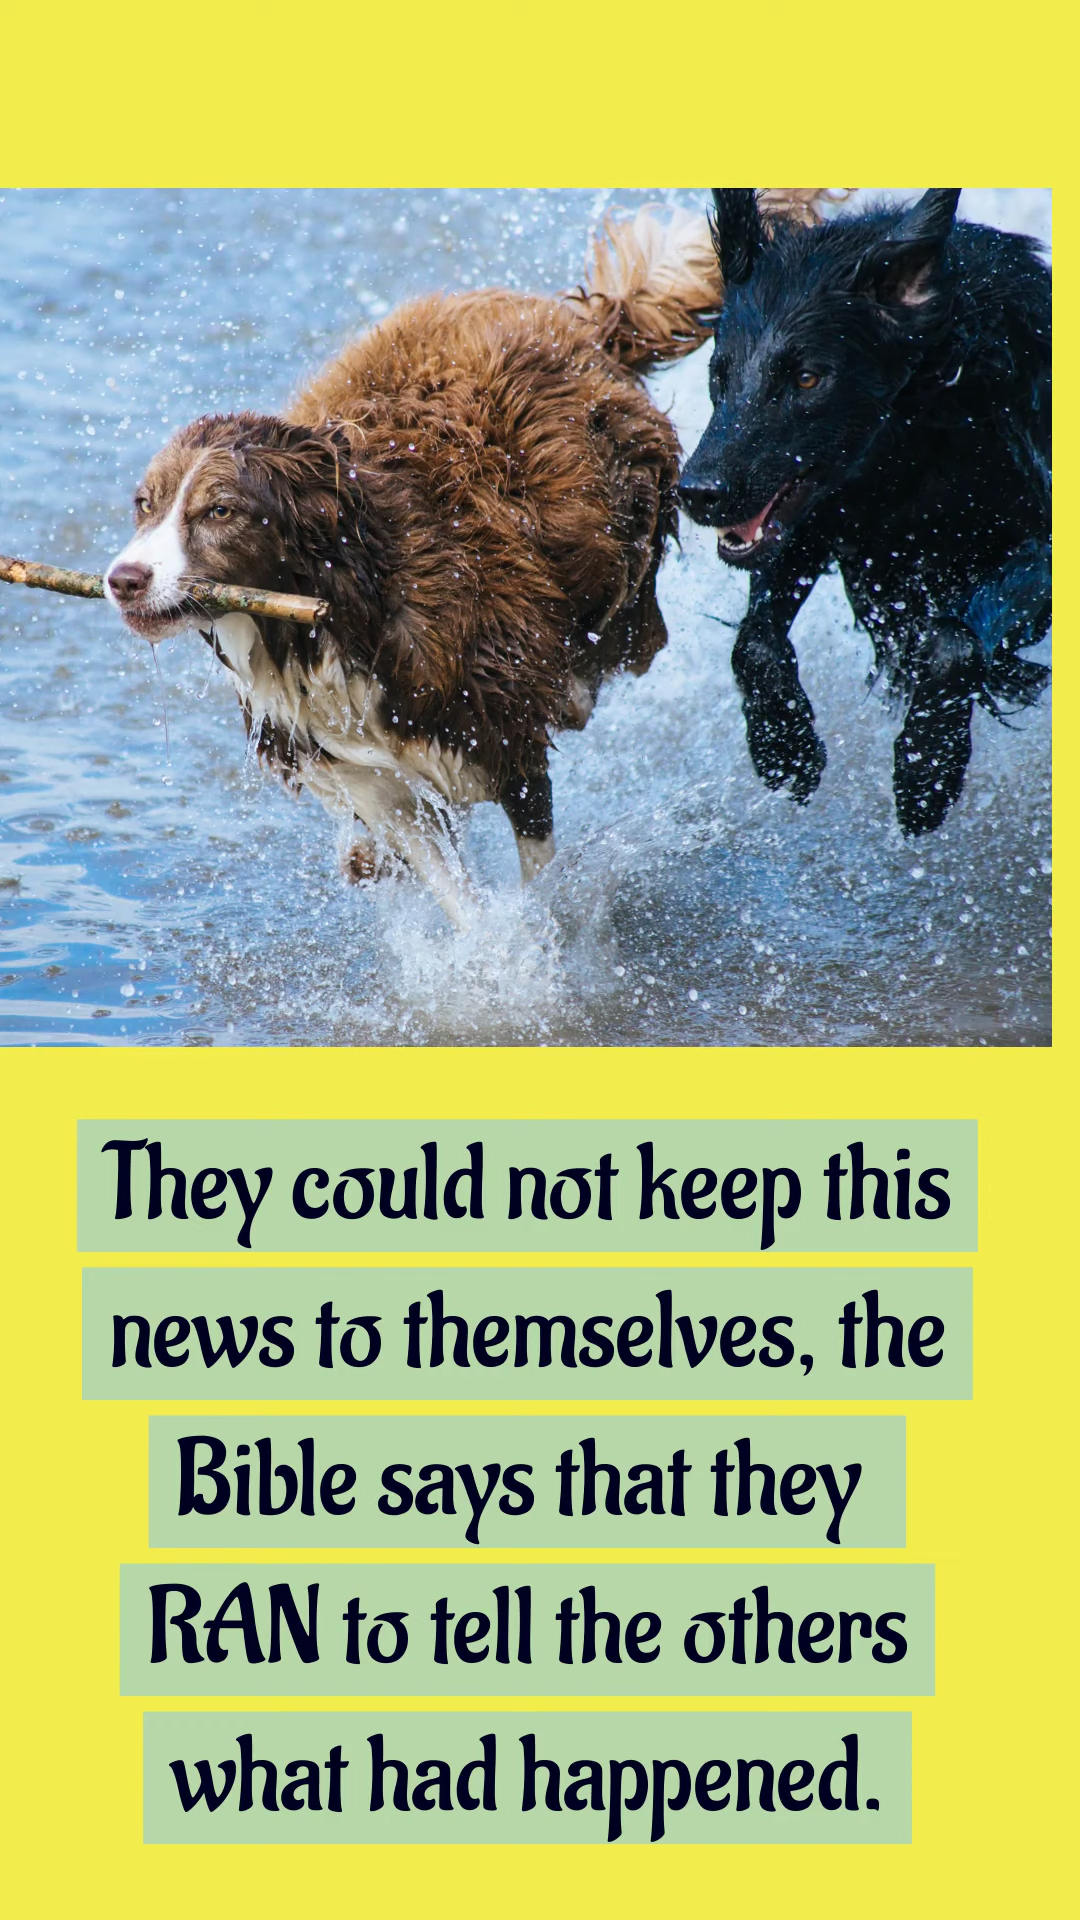 They could not keep this
news to themselves, the
Bible says that they
RAN to tell the others
what had happened.